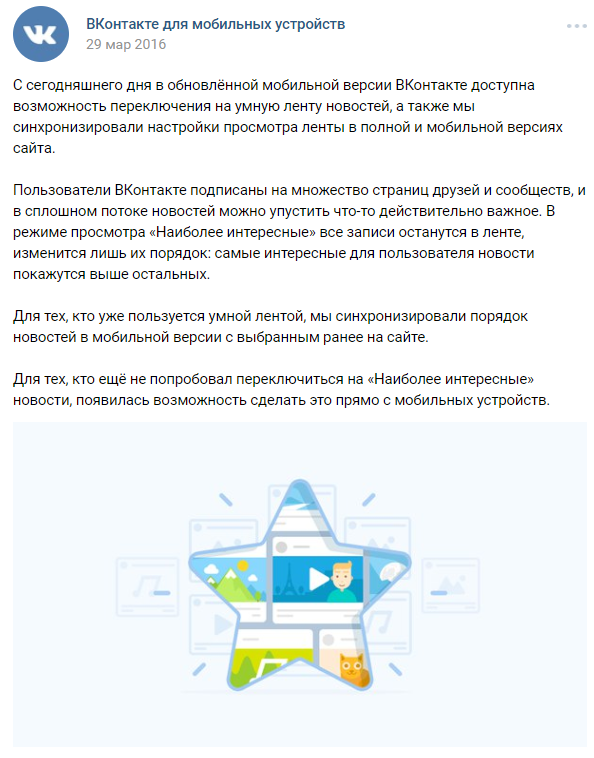 ВКонтакте для мобильных устройств
29 мар 2016
С сегодняшнего дня в обновлённой мобильной версии ВКонтакте доступна
возможность переключения на умную ленту новостей, а также мы
синхронизировали настройки просмотра ленты в полной и мобильной версиях
сайта.
Пользователи ВКонтакте подписаны на множество страниц друзей и сообществ, и
в сплошном потоке новостей можно упустить что-то действительно важное. В
режиме просмотра «Наиболее интересные» все записи останутся в ленте,
изменится лишь их порядок: самые интересные для пользователя новости
покажутся выше остальных.
Для тех, кто уже пользуется умной лентой, мы синхронизировали порядок
новостей в мобильной версии с выбранным ранее на сайте.
Для тех, кто ещё не попробовал переключиться на «Наиболее интересные»
новости, появилась возможность сделать это прямо с мобильных устройств.